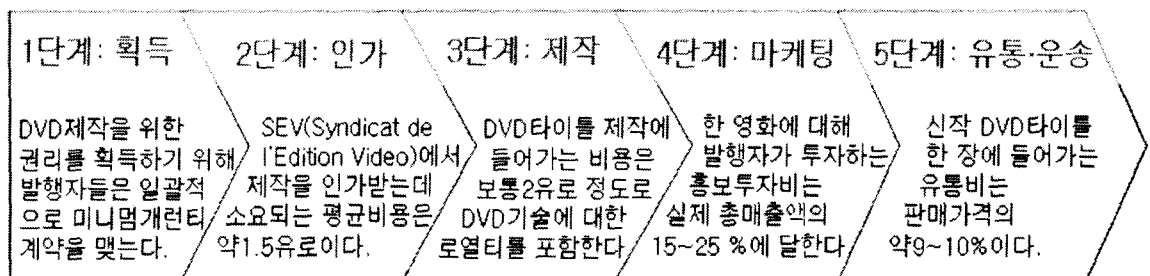 1단계: 획득
DVD제작을 위한
권리를 획득하기 위해
발행자들은 일괄적
으로 미니멈개런티
계약을 맺는다.
2단계: 인가
SEV(Syndicat de
l'Edition Video)에서
제작을 인가받는데
소요되는 평균비용은
약1.5유로이다.
3단계: 제작
DVD타이틀 제작에
들어가는 비용은
보통2유로 정도로
DVD기술에 대한
로열티를 포함한다
4단계: 마케팅
한 영화에 대해
발행자가 투자하는
홍보투자비는
실제 총매출액의
15~25 %에 달한다
5단계: 유통·운송
신작 DVD타이틀
한 장에 들어가는
유통비는
판매가격의
약9~10%이다.